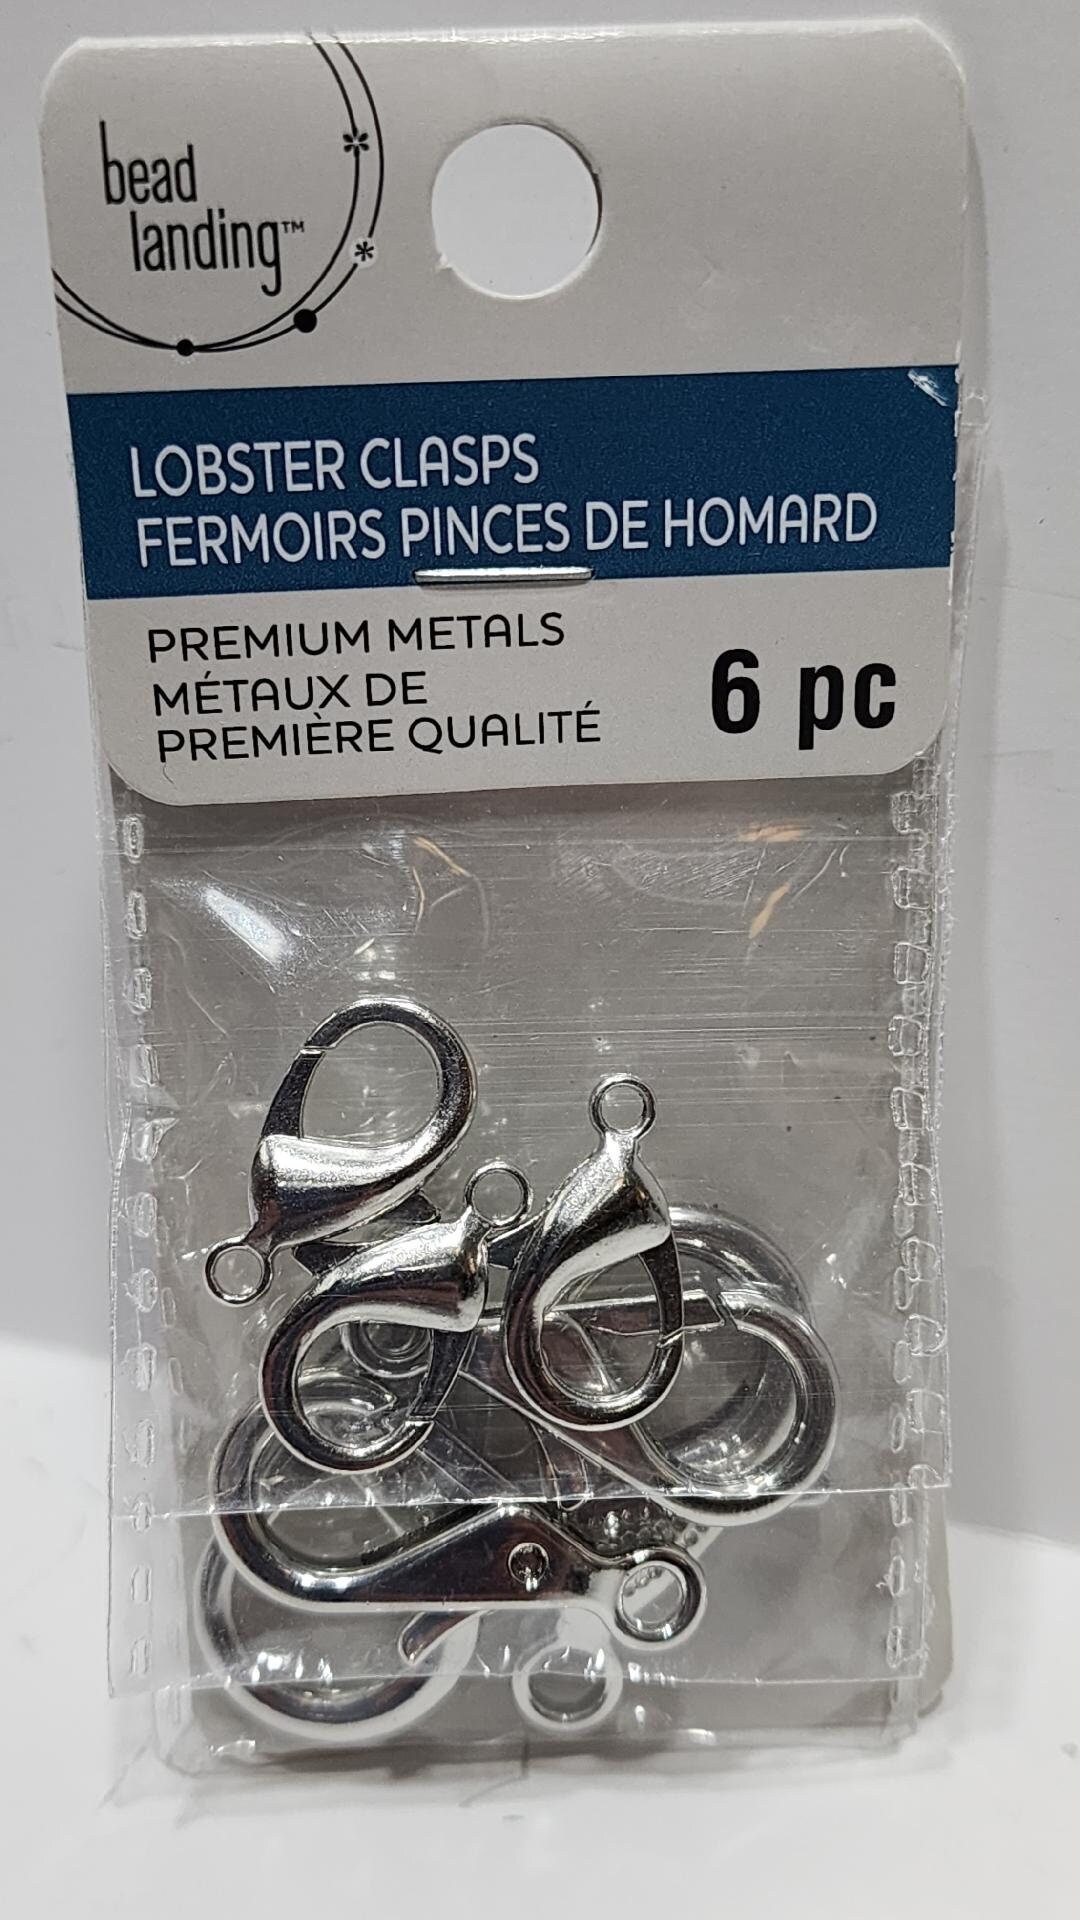 bead
landing™
LOBSTER CLASPS
FERMOIRS PINCES DE HOMARD
PREMIUM METALS
MÉTAUX DE
PREMIÈRE QUALITÉ
6 pc